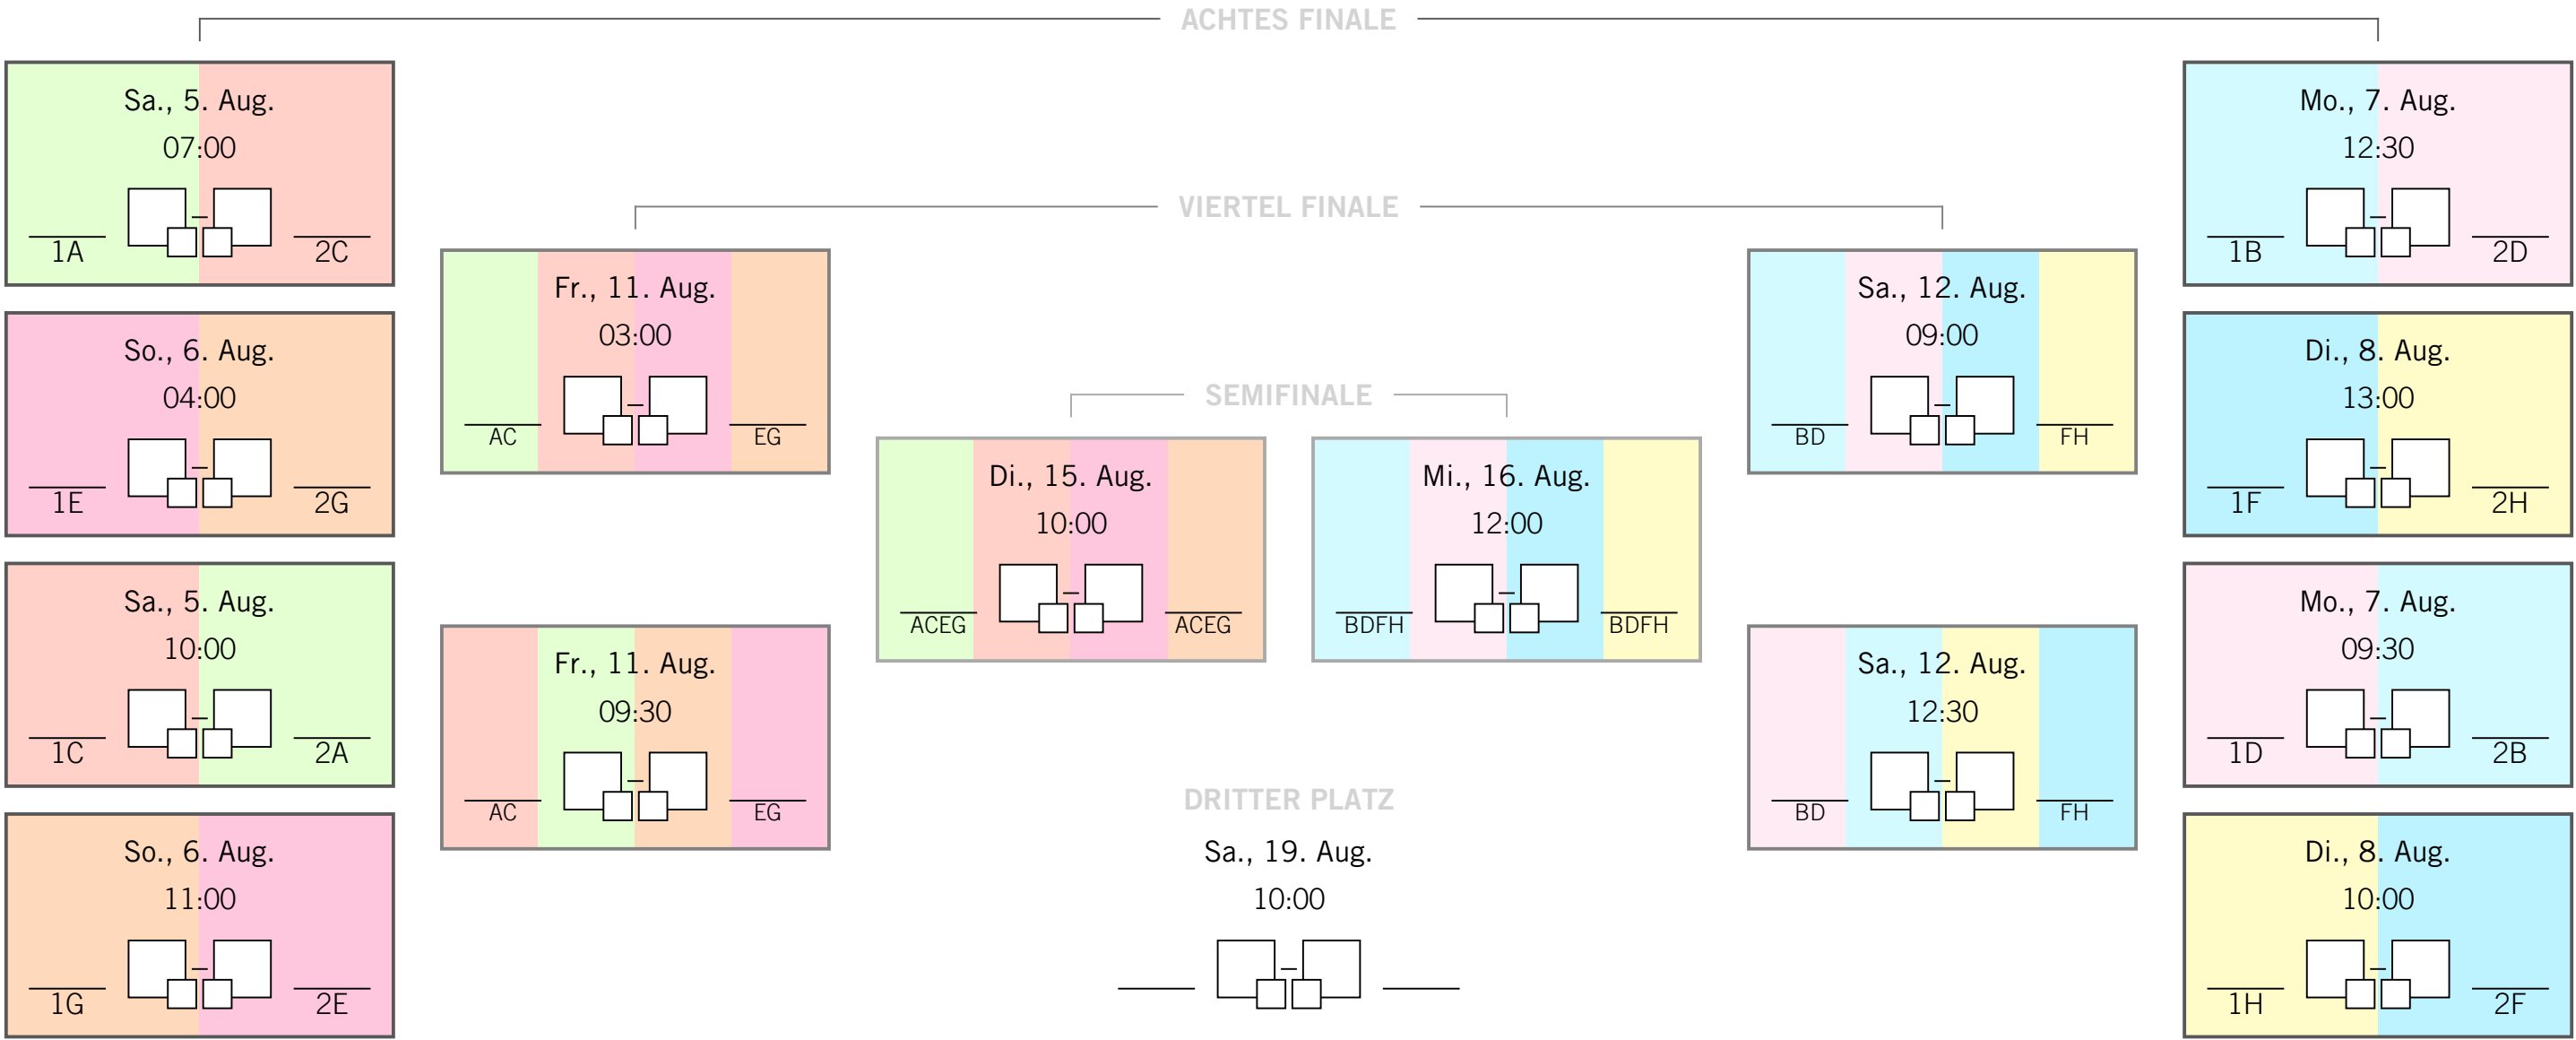 ACHTES FINALE
Sa., 5. Aug.
07:00
1A – 2C
So., 6. Aug.
04:00
1E – 2G
Sa., 5. Aug.
10:00
1C – 2A
So., 6. Aug.
11:00
1G – 2E
VIERTEL FINALE
Fr., 11. Aug.
03:00
AC – EG
Fr., 11. Aug.
09:30
AC – EG
SEMIFINALE
Di., 15. Aug.
10:00
ACEG – ACEG
Mi., 16. Aug.
12:00
BDFH – BDFH
DRITTER PLATZ
Sa., 19. Aug.
10:00
–
Sa., 12. Aug.
09:00
BD – FH
Sa., 12. Aug.
12:30
BD – FH
Mo., 7. Aug.
12:30
1B – 2D
Di., 8. Aug.
13:00
1F – 2H
Mo., 7. Aug.
09:30
1D – 2B
Di., 8. Aug.
10:00
1H – 2F